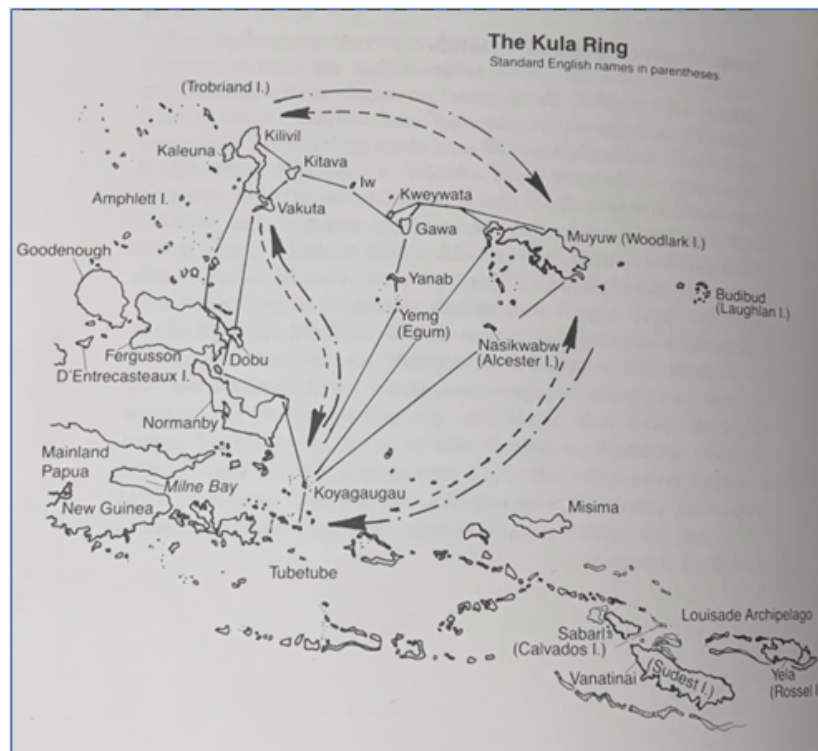 The Kula Ring
Standard English names in parentheses.
(Trobriand I.)
Kilivil
Kaleuna
Kitava
Iw
Kweywata
Amphlett I.
Vakuta
Gawa
Muyuw (Woodlark I.)
Goodenough
Yanab
Budibud
(Laughlan I.)
Yemg
(Egum)
Nasikwabw
(Alcester I.)
Fergusson
Dobu
D'Entrecasteaux I.
Normanby
Mainland
Papua
Milne Bay
New Guinea
Koyagaugau
Misima
Tubetube
Louisade Archipelago
Sabarl
(Calvados I.)
Vanatinai
(Sudest I.)
Yela
(Rossel I